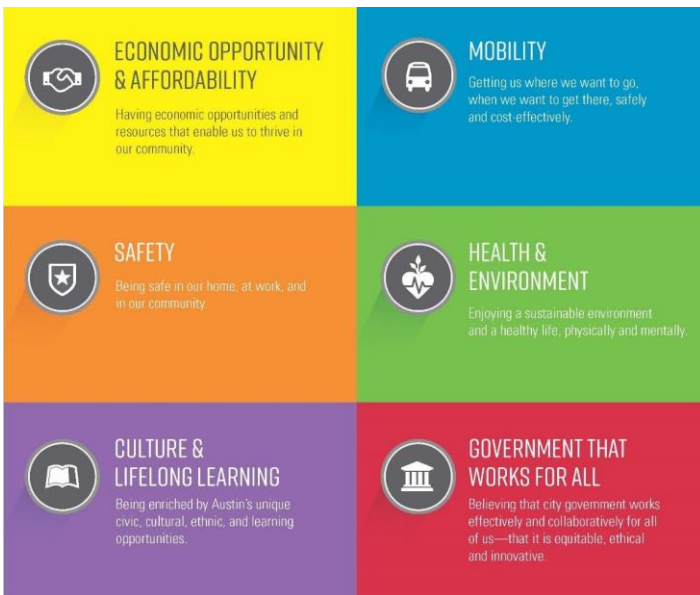 ECONOMIC OPPORTUNITY
& AFFORDABILITY
Having economic opportunities and
resources that enable us to thrive in
our community.
MOBILITY
Getting us where we want to go,
when we want to get there, safely
and cost-effectively.
SAFETY
Being safe in our home, at work, and
in our community.
HEALTH &
ENVIRONMENT
Enjoying a sustainable environment
and a healthy life, physically and mentally.
CULTURE &
LIFELONG LEARNING
Being enriched by Austin's unique
civic, cultural, ethnic, and learning
opportunities.
GOVERNMENT THAT
WORKS FOR ALL
Believing that city government works
effectively and collaboratively for all
of us—that it is equitable, ethical
and innovative.